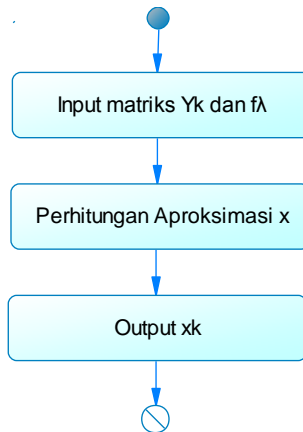 Input matriks Yk dan fλ
Perhitungan Aproksimasi x
Output xk